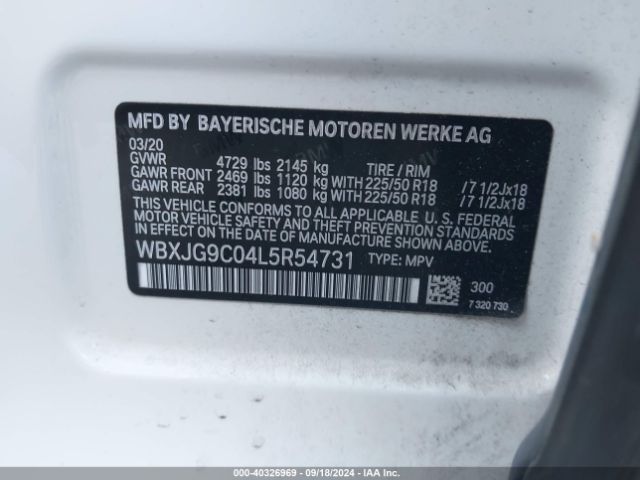 MFD BY BAYERISCHE MOTOREN WERKE AG
03/20
GVWR 4729 lbs 2145 kg TIRE / RIM
GAWR FRONT 2469 lbs 1120 kg WITH 225/50 R18 /7 1/2Jx18
GAWR REAR 2381 lbs 1080 kg WITH 225/50 R18 /7 1/2Jx18
THIS VEHICLE CONFORMS TO ALL APPLICABLE U. S. FEDERAL
MOTOR VEHICLE SAFETY, BUMPER, AND THEFT PREVENTION STANDARDS
IN EFFECT ON THE DATE OF MANUFACTURE SHOWN ABOVE.
WBXJG9C04L5R54731 TYPE: MPV
300
7 320 730
000-40326969 - 09/18/2024 - IAA Inc.